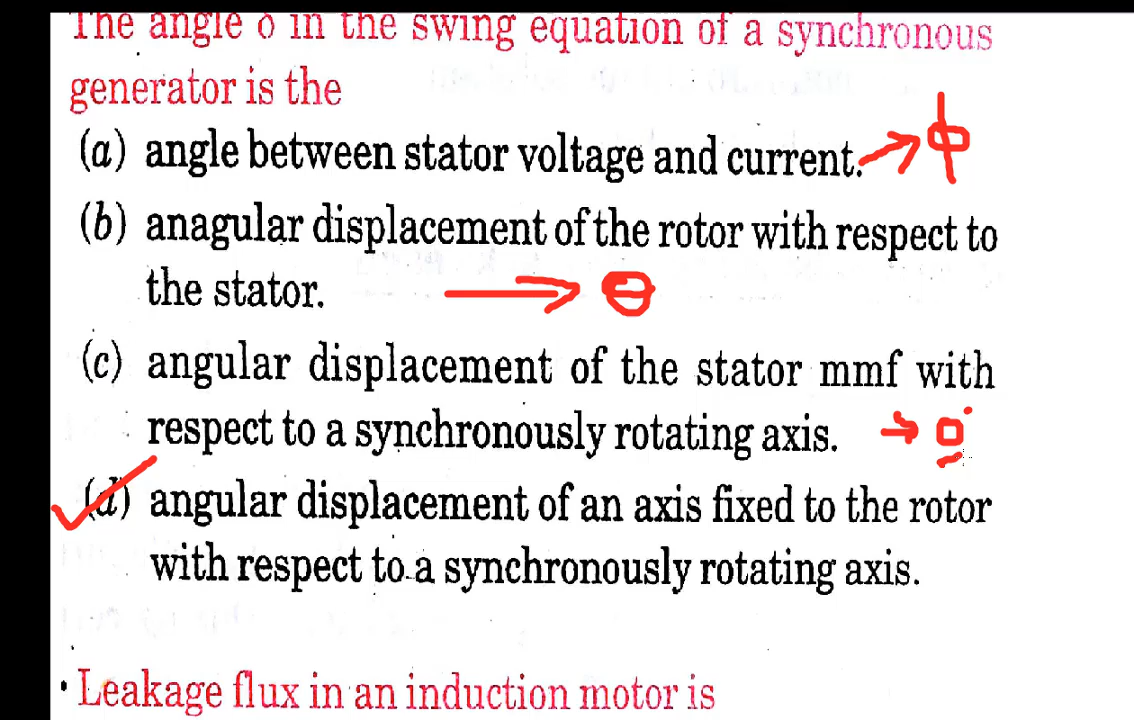 The angle δ in the swing equation of a synchronous
generator is the
(a) angle between stator voltage and current. → ϕ
(b) anagular displacement of the rotor with respect to
the stator. → θ
(c) angular displacement of the stator mmf with
respect to a synchronously rotating axis. → 0°
✓ (d) angular displacement of an axis fixed to the rotor
with respect to a synchronously rotating axis.
• Leakage flux in an induction motor is